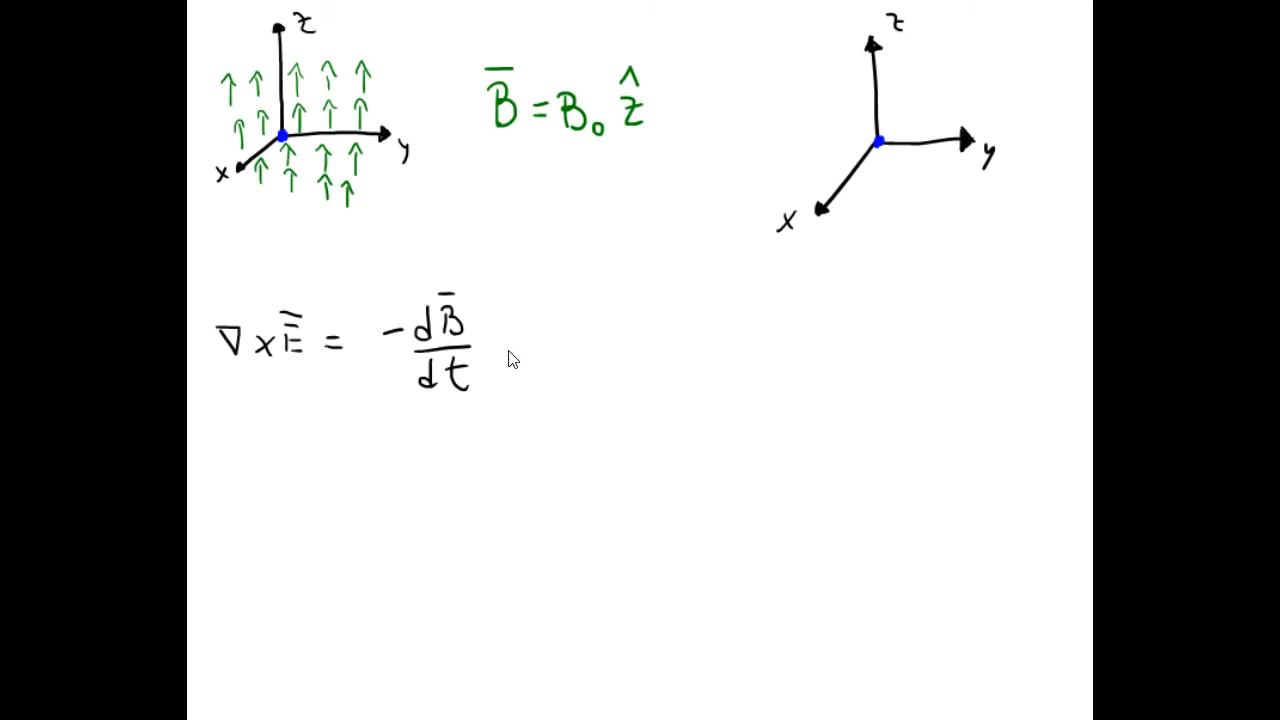 z
y
x
B̅ = B₀ ẑ
z
y
x
∇ x E̅ = -dB̅/dt